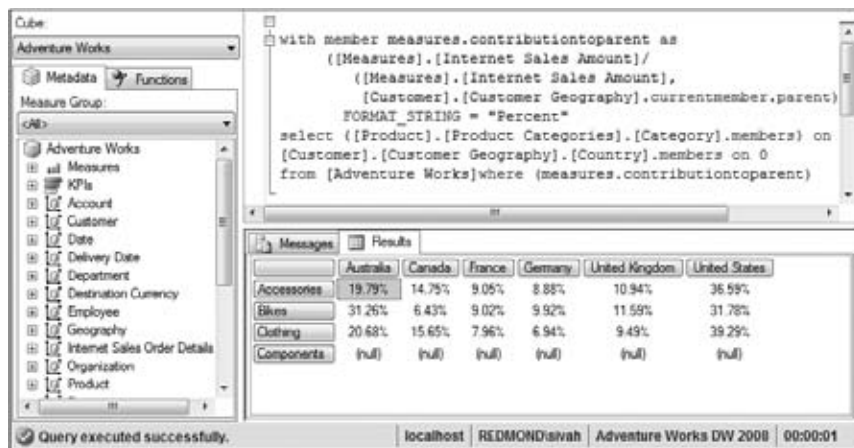 Cube:
Adventure Works
Metadata Functions
Measure Group:
<All>
Adventure Works
Measures
KPIs
Account
Customer
Date
Delivery Date
Department
Destination Currency
Employee
Geography
Internet Sales Order Details
Organization
Product
with member measures.contributiontoparent as
([Measures].[Internet Sales Amount]/
([Measures].[Internet Sales Amount],
[Customer].[Customer Geography].currentmember.parent)
FORMAT_STRING = "Percent"
select ([Product].[Product Categories].[Category].members) on
[Customer].[Customer Geography].[Country].members on 0
from [Adventure Works]where (measures.contributiontoparent)
Messages Results
Australia Canada France Germany United Kingdom United States
Accessories 19.79% 14.75% 9.05% 8.88% 10.94% 36.59%
Bikes 31.26% 6.43% 9.02% 9.92% 11.59% 31.78%
Clothing 20.68% 15.65% 7.96% 6.94% 9.49% 39.29%
Components (null) (null) (null) (null) (null) (null)
Query executed successfully. localhost REDMOND\sivah Adventure Works DW 2008 00:00:01